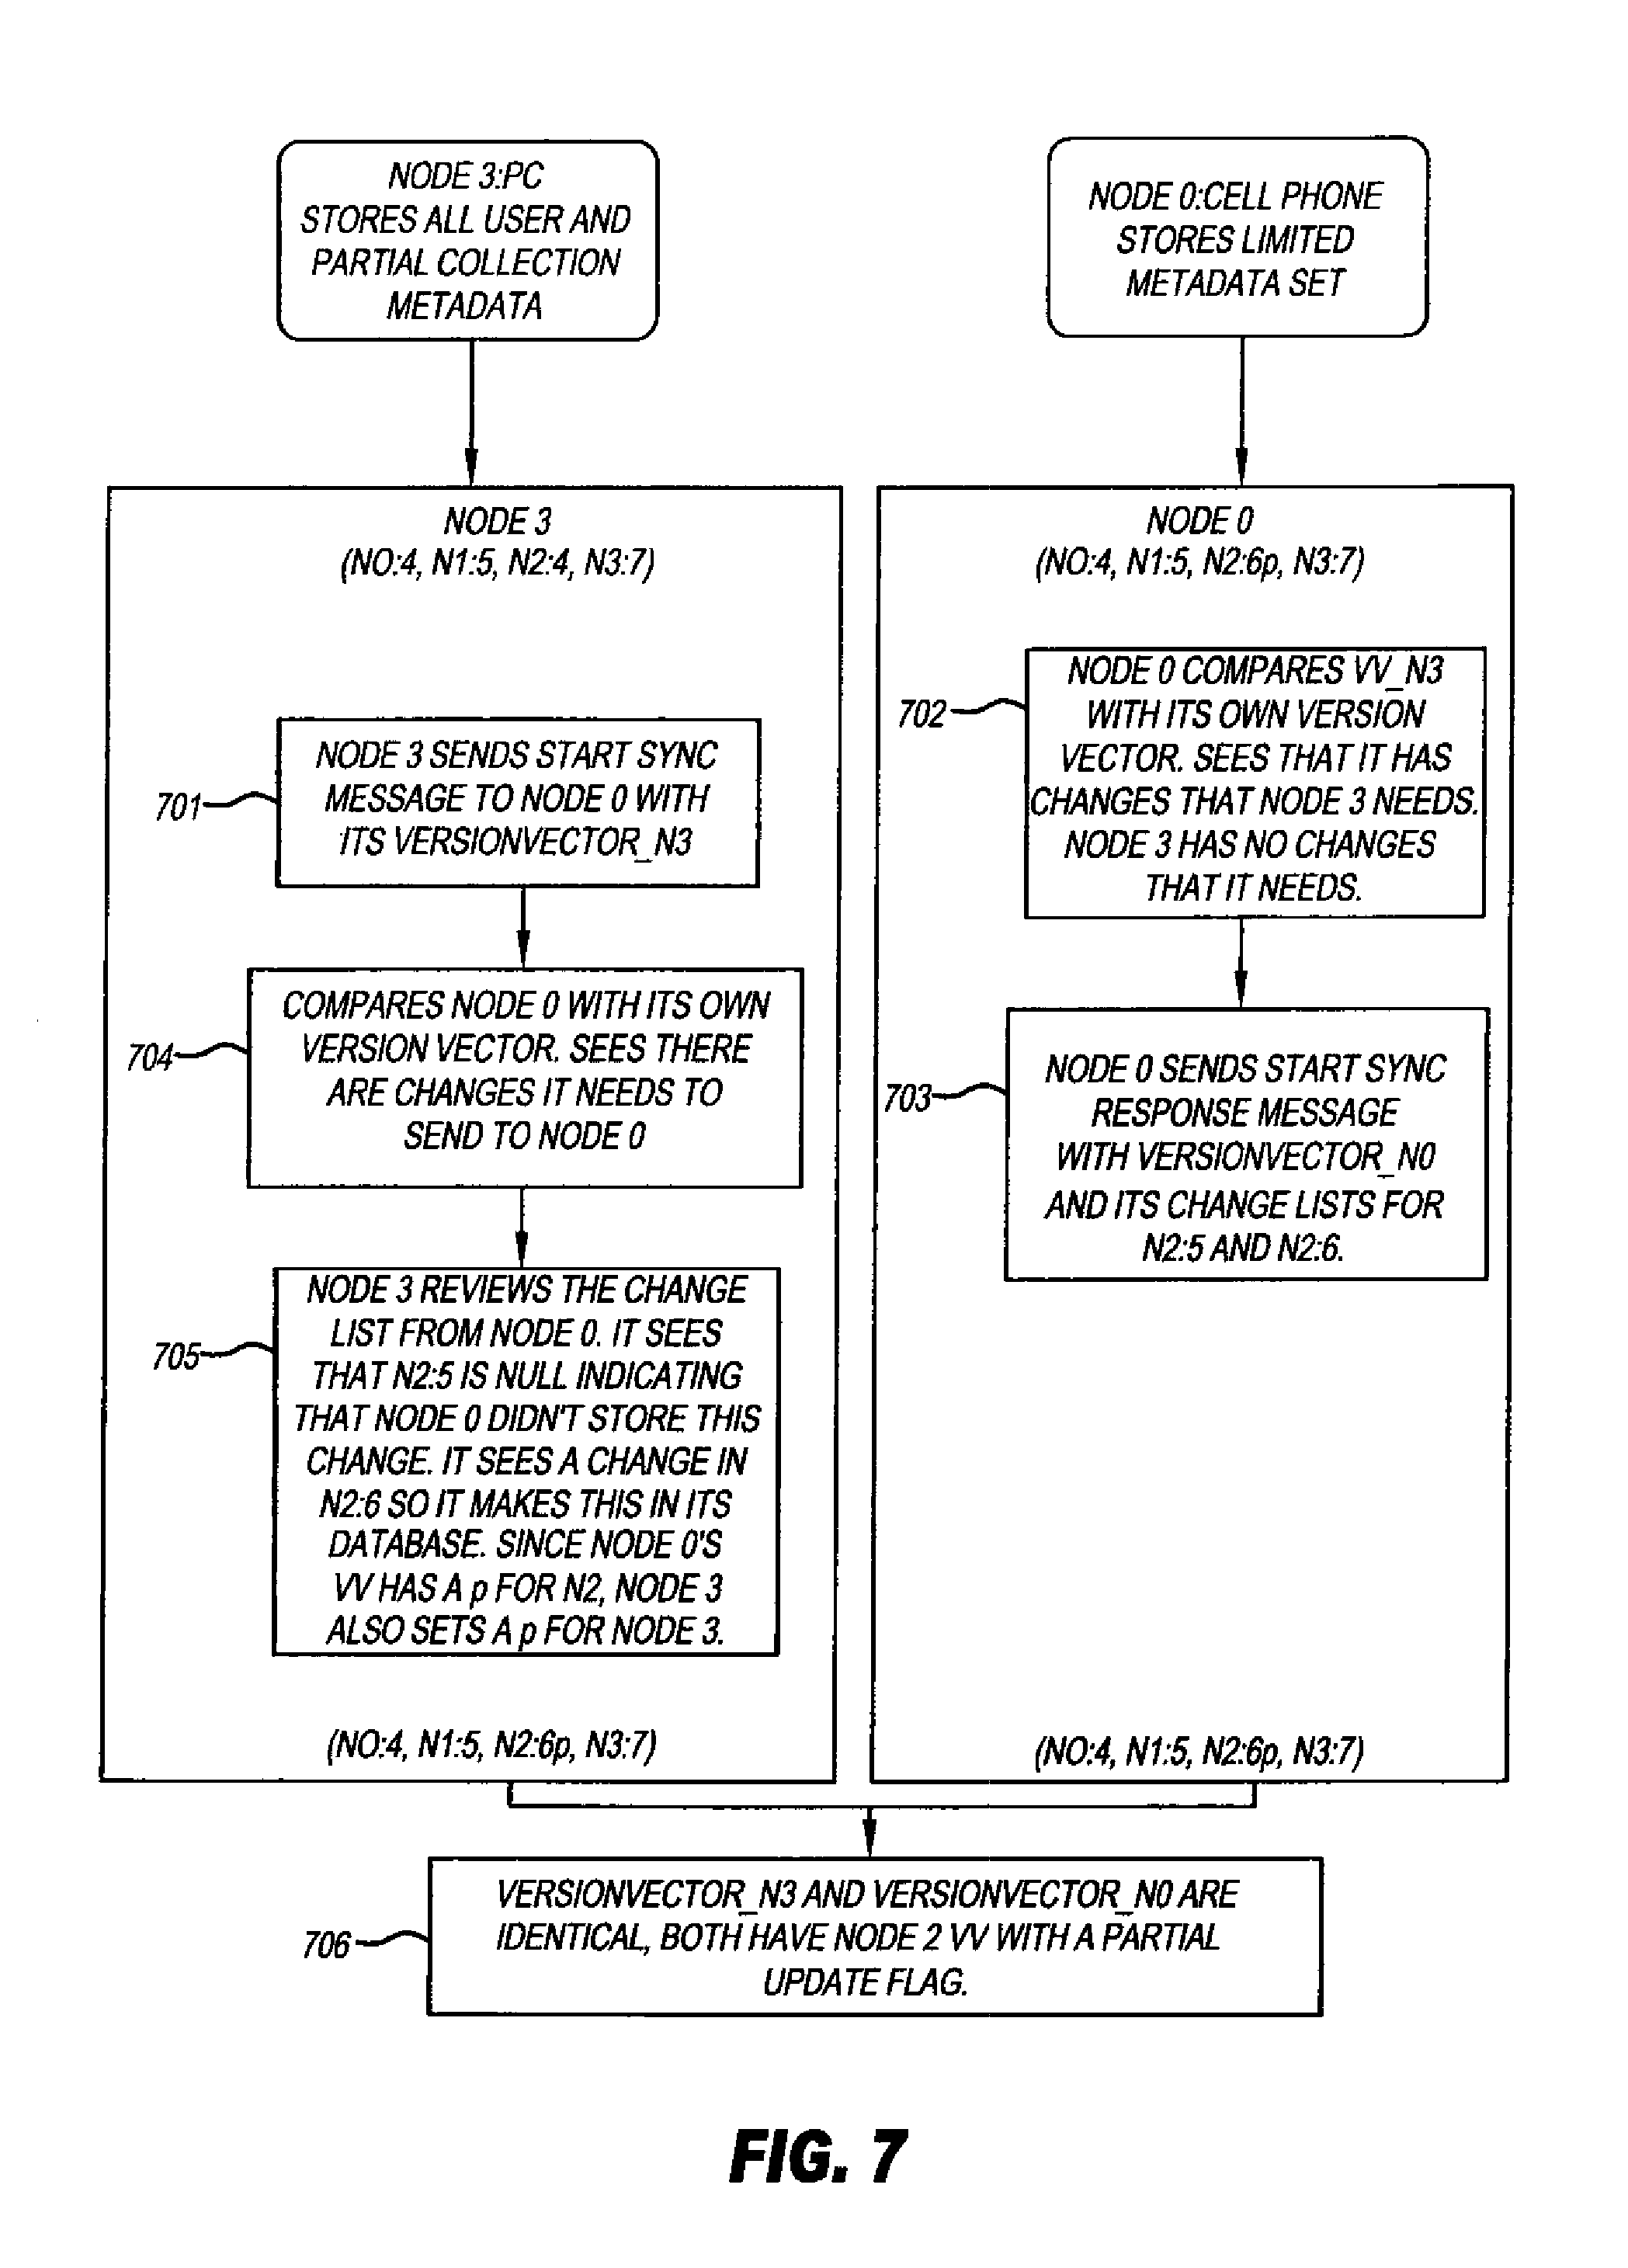 NODE 3:PC
STORES ALL USER AND
PARTIAL COLLECTION
METADATA
NODE 0:CELL PHONE
STORES LIMITED
METADATA SET
NODE 3
(NO:4, N1:5, N2:4, N3:7)
701
NODE 3 SENDS START SYNC
MESSAGE TO NODE 0 WITH
ITS VERSIONVECTOR_N3
704
COMPARES NODE 0 WITH ITS OWN
VERSION VECTOR. SEES THERE
ARE CHANGES IT NEEDS TO
SEND TO NODE 0
705
NODE 3 REVIEWS THE CHANGE
LIST FROM NODE 0. IT SEES
THAT N2:5 IS NULL INDICATING
THAT NODE 0 DIDN'T STORE THIS
CHANGE. IT SEES A CHANGE IN
N2:6 SO IT MAKES THIS IN ITS
DATABASE. SINCE NODE 0'S
VV HAS A p FOR N2, NODE 3
ALSO SETS A p FOR NODE 3.
(NO:4, N1:5, N2:6p, N3:7)
NODE 0
(NO:4, N1:5, N2:6p, N3:7)
702
NODE 0 COMPARES VV_N3
WITH ITS OWN VERSION
VECTOR. SEES THAT IT HAS
CHANGES THAT NODE 3 NEEDS.
NODE 3 HAS NO CHANGES
THAT IT NEEDS.
703
NODE 0 SENDS START SYNC
RESPONSE MESSAGE
WITH VERSIONVECTOR_N0
AND ITS CHANGE LISTS FOR
N2:5 AND N2:6.
(NO:4, N1:5, N2:6p, N3:7)
706
VERSIONVECTOR_N3 AND VERSIONVECTOR_N0 ARE
IDENTICAL, BOTH HAVE NODE 2 VV WITH A PARTIAL
UPDATE FLAG.
FIG. 7